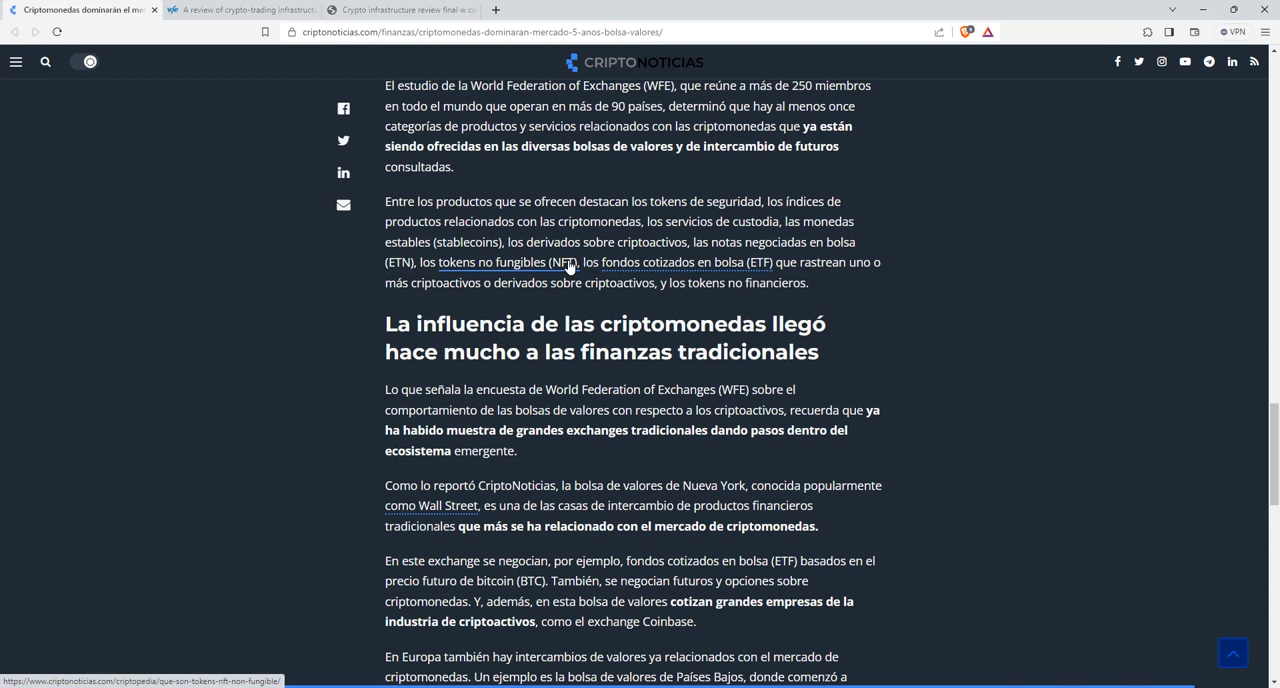 Criptomonedas dominarán el me
A review of crypto-trading infrastructu
Crypto infrastructure review final w co
criptonoticias.com/finanzas/criptomonedas-dominaran-mercado-5-anos-bolsa-valores/
VPN
CRIPTONOTICIAS
El estudio de la World Federation of Exchanges (WFE), que reúne a más de 250 miembros
en todo el mundo que operan en más de 90 países, determinó que hay al menos once
categorías de productos y servicios relacionados con las criptomonedas que ya están
siendo ofrecidas en las diversas bolsas de valores y de intercambio de futuros
consultadas.
Entre los productos que se ofrecen destacan los tokens de seguridad, los índices de
productos relacionados con las criptomonedas, los servicios de custodia, las monedas
estables (stablecoins), los derivados sobre criptoactivos, las notas negociadas en bolsa
(ETN), los tokens no fungibles (NFT), los fondos cotizados en bolsa (ETF) que rastrean uno o
más criptoactivos o derivados sobre criptoactivos, y los tokens no financieros.
La influencia de las criptomonedas llegó
hace mucho a las finanzas tradicionales
Lo que señala la encuesta de World Federation of Exchanges (WFE) sobre el
comportamiento de las bolsas de valores con respecto a los criptoactivos, recuerda que ya
ha habido muestra de grandes exchanges tradicionales dando pasos dentro del
ecosistema emergente.
Como lo reportó CriptoNoticias, la bolsa de valores de Nueva York, conocida popularmente
como Wall Street, es una de las casas de intercambio de productos financieros
tradicionales que más se ha relacionado con el mercado de criptomonedas.
En este exchange se negocian, por ejemplo, fondos cotizados en bolsa (ETF) basados en el
precio futuro de bitcoin (BTC). También, se negocian futuros y opciones sobre
criptomonedas. Y, además, en esta bolsa de valores cotizan grandes empresas de la
industria de criptoactivos, como el exchange Coinbase.
En Europa también hay intercambios de valores ya relacionados con el mercado de
criptomonedas. Un ejemplo es la bolsa de valores de Países Bajos, donde comenzó a
https://www.criptonoticias.com/criptopedia/que-son-tokens-nft-non-fungible/